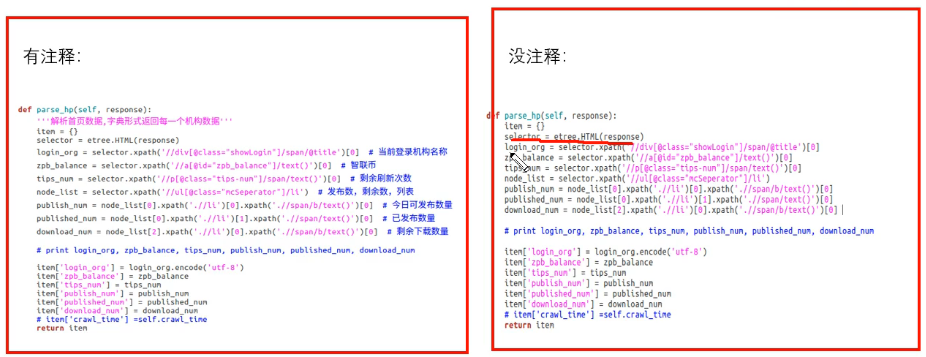 有注释:
def parse_hp(self, response):
'''解析首页数据,字典形式返回每一个机构数据'''
item = {}
selector = etree.HTML(response)
login_org = selector.xpath('//div[@class="showLogin"]/span/@title')[0]  # 当前登录机构名称
zpb_balance = selector.xpath('//a[@id="zpb_balance"]/text()')[0]  # 智联币
tips_num = selector.xpath('//p[@class="tips-num"]/span/text()')[0]  # 剩余刷新次数
node_list = selector.xpath('//ul[@class="mcSeperator"]/li')  # 发布数, 剩余数, 列表
publish_num = node_list[0].xpath('.//li')[0].xpath('.//span/b/text()')[0]  # 今日可发布数量
published_num = node_list[0].xpath('.//li')[1].xpath('.//span/b/text()')[0]  # 已发布数量
download_num = node_list[2].xpath('.//li')[0].xpath('.//span/b/text()')[0]  # 剩余下载数量
# print login_org, zpb_balance, tips_num, publish_num, published_num, download_num
item['login_org'] = login_org.encode('utf-8')
item['zpb_balance'] = zpb_balance
item['tips_num'] = tips_num
item['publish_num'] = publish_num
item['published_num'] = published_num
item['download_num'] = download_num
# item['crawl_time'] =self.crawl_time
return item
没注释:
def parse_hp(self, response):
item = {}
selector = etree.HTML(response)
login_org = selector.xpath('//div[@class="showLogin"]/span/@title')[0]
zpb_balance = selector.xpath('//a[@id="zpb_balance"]/text()')[0]
tips_num = selector.xpath('//p[@class="tips-num"]/span/text()')[0]
node_list = selector.xpath('//ul[@class="mcSeperator"]/li')
publish_num = node_list[0].xpath('.//li')[0].xpath('.//span/b/text()')[0]
published_num = node_list[0].xpath('.//li')[1].xpath('.//span/b/text()')[0]
download_num = node_list[2].xpath('.//li')[0].xpath('.//span/b/text()')[0]
# print login_org, zpb_balance, tips_num, publish_num, published_num, download_num
item['login_org'] = login_org.encode('utf-8')
item['zpb_balance'] = zpb_balance
item['tips_num'] = tips_num
item['publish_num'] = publish_num
item['published_num'] = published_num
item['download_num'] = download_num
# item['crawl_time'] =self.crawl_time
return item